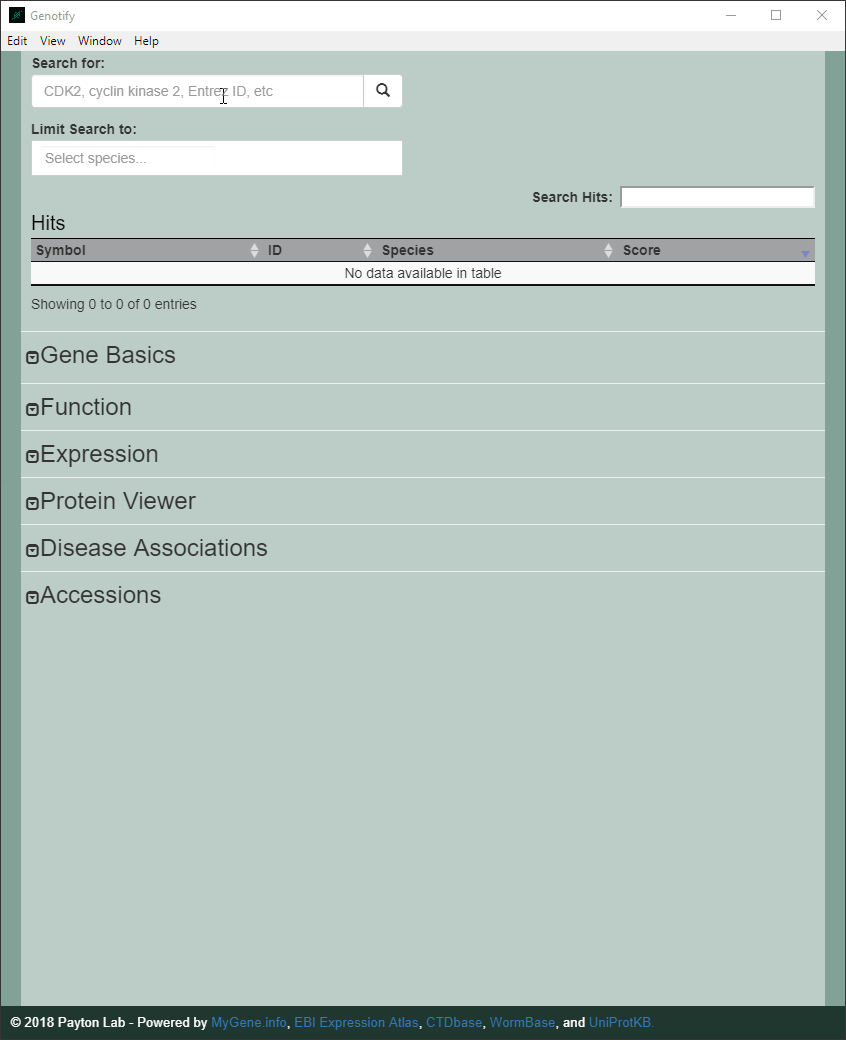 Genotify
Edit View Window Help
Search for:
CDK2, cyclin kinase 2, Entrez ID, etc
Limit Search to:
Select species...
Search Hits:
Hits
Symbol ID Species Score
No data available in table
Showing 0 to 0 of 0 entries
Gene Basics
Function
Expression
Protein Viewer
Disease Associations
Accessions
© 2018 Payton Lab - Powered by MyGene.info, EBI Expression Atlas, CTDbase, WormBase, and UniProtKB.